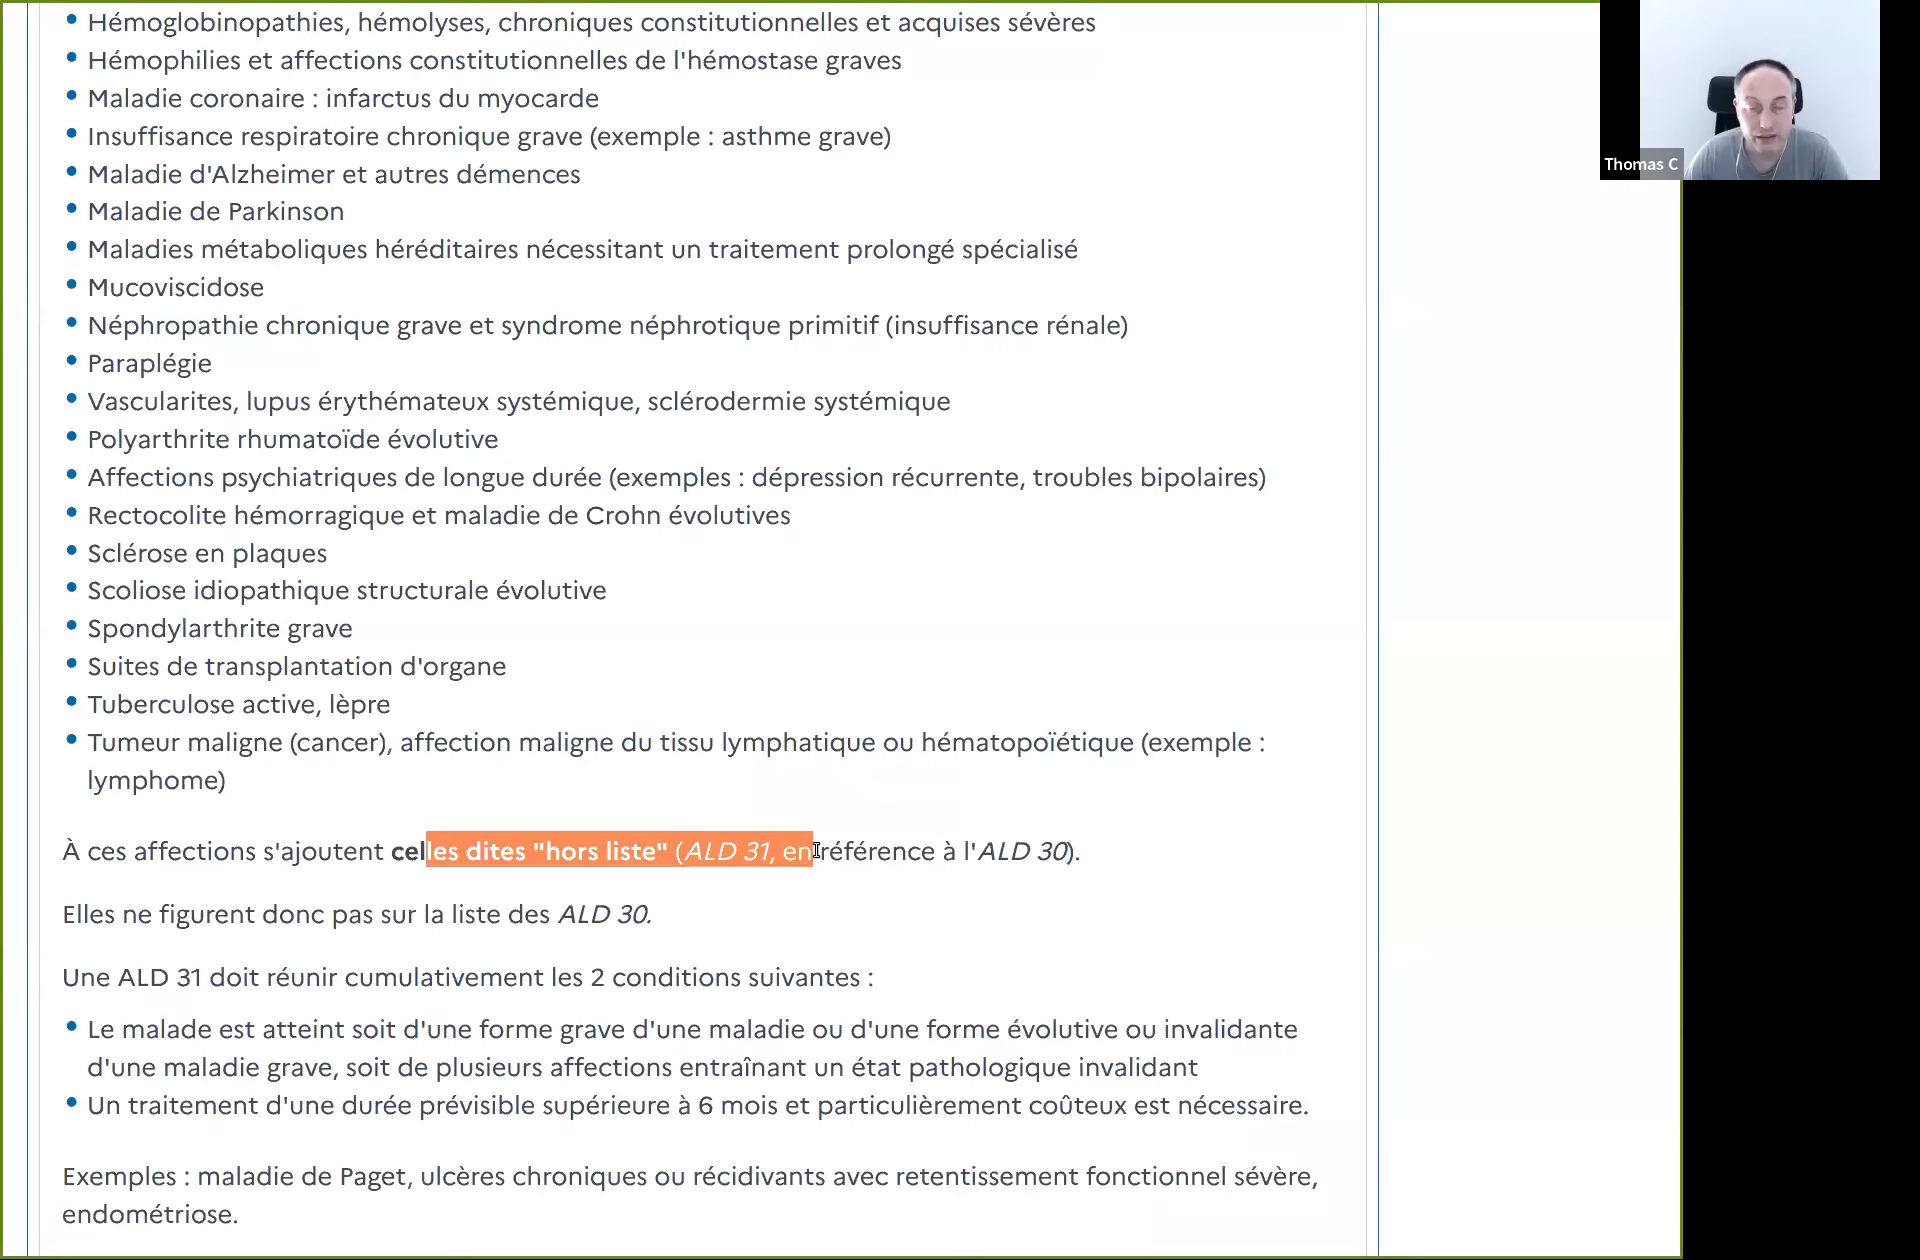 Hémoglobinopathies, hémolyses, chroniques constitutionnelles et acquises sévères
Hémophilies et affections constitutionnelles de l'hémostase graves
Maladie coronaire : infarctus du myocarde
Insuffisance respiratoire chronique grave (exemple : asthme grave)
Maladie d'Alzheimer et autres démences
Maladie de Parkinson
Maladies métaboliques héréditaires nécessitant un traitement prolongé spécialisé
Mucoviscidose
Néphropathie chronique grave et syndrome néphrotique primitif (insuffisance rénale)
Paraplégie
Vascularites, lupus érythémateux systémique, sclérodermie systémique
Polyarthrite rhumatoïde évolutive
Affections psychiatriques de longue durée (exemples : dépression récurrente, troubles bipolaires)
Rectocolite hémorragique et maladie de Crohn évolutives
Sclérose en plaques
Scoliose idiopathique structurale évolutive
Spondylarthrite grave
Suites de transplantation d'organe
Tuberculose active, lèpre
Tumeur maligne (cancer), affection maligne du tissu lymphatique ou hématopoïétique (exemple :
lymphome)
À ces affections s'ajoutent celles dites "hors liste" (ALD 31, en référence à l'ALD 30).
Elles ne figurent donc pas sur la liste des ALD 30.
Une ALD 31 doit réunir cumulativement les 2 conditions suivantes :
Le malade est atteint soit d'une forme grave d'une maladie ou d'une forme évolutive ou invalidante
d'une maladie grave, soit de plusieurs affections entraînant un état pathologique invalidant
Un traitement d'une durée prévisible supérieure à 6 mois et particulièrement coûteux est nécessaire.
Exemples : maladie de Paget, ulcères chroniques ou récidivants avec retentissement fonctionnel sévère,
endométriose.
Thomas C